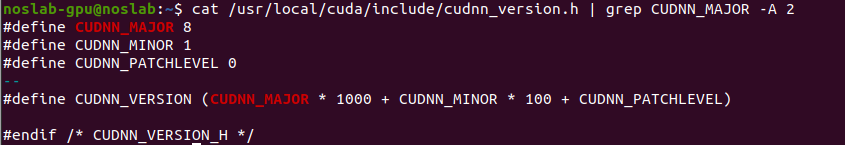 noslab-gpu@noslab:~$ cat /usr/local/cuda/include/cudnn_version.h | grep CUDNN_MAJOR -A 2
#define CUDNN_MAJOR 8
#define CUDNN_MINOR 1
#define CUDNN_PATCHLEVEL 0
--
#define CUDNN_VERSION (CUDNN_MAJOR * 1000 + CUDNN_MINOR * 100 + CUDNN_PATCHLEVEL)
#endif /* CUDNN_VERSION_H */